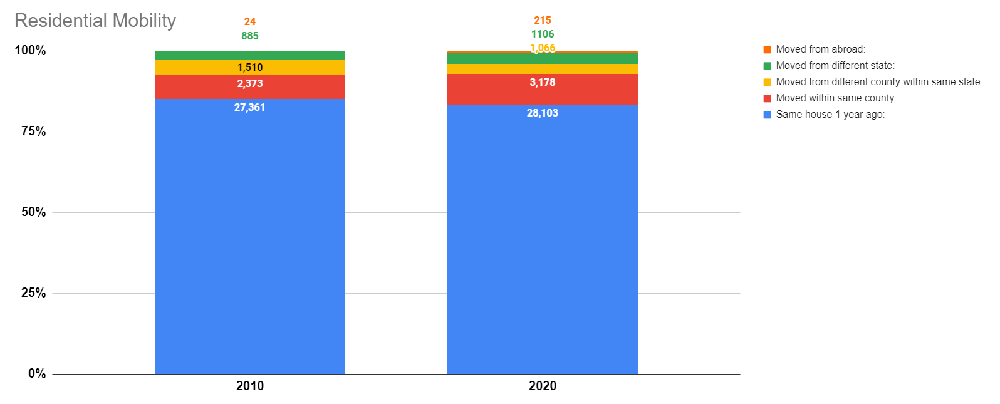 Residential Mobility
24
885
215
1106
1,066
100%
75%
50%
25%
0%
1,510
2,373
27,361
3,178
28,103
2010
2020
Moved from abroad:
Moved from different state:
Moved from different county within same state:
Moved within same county:
Same house 1 year ago: